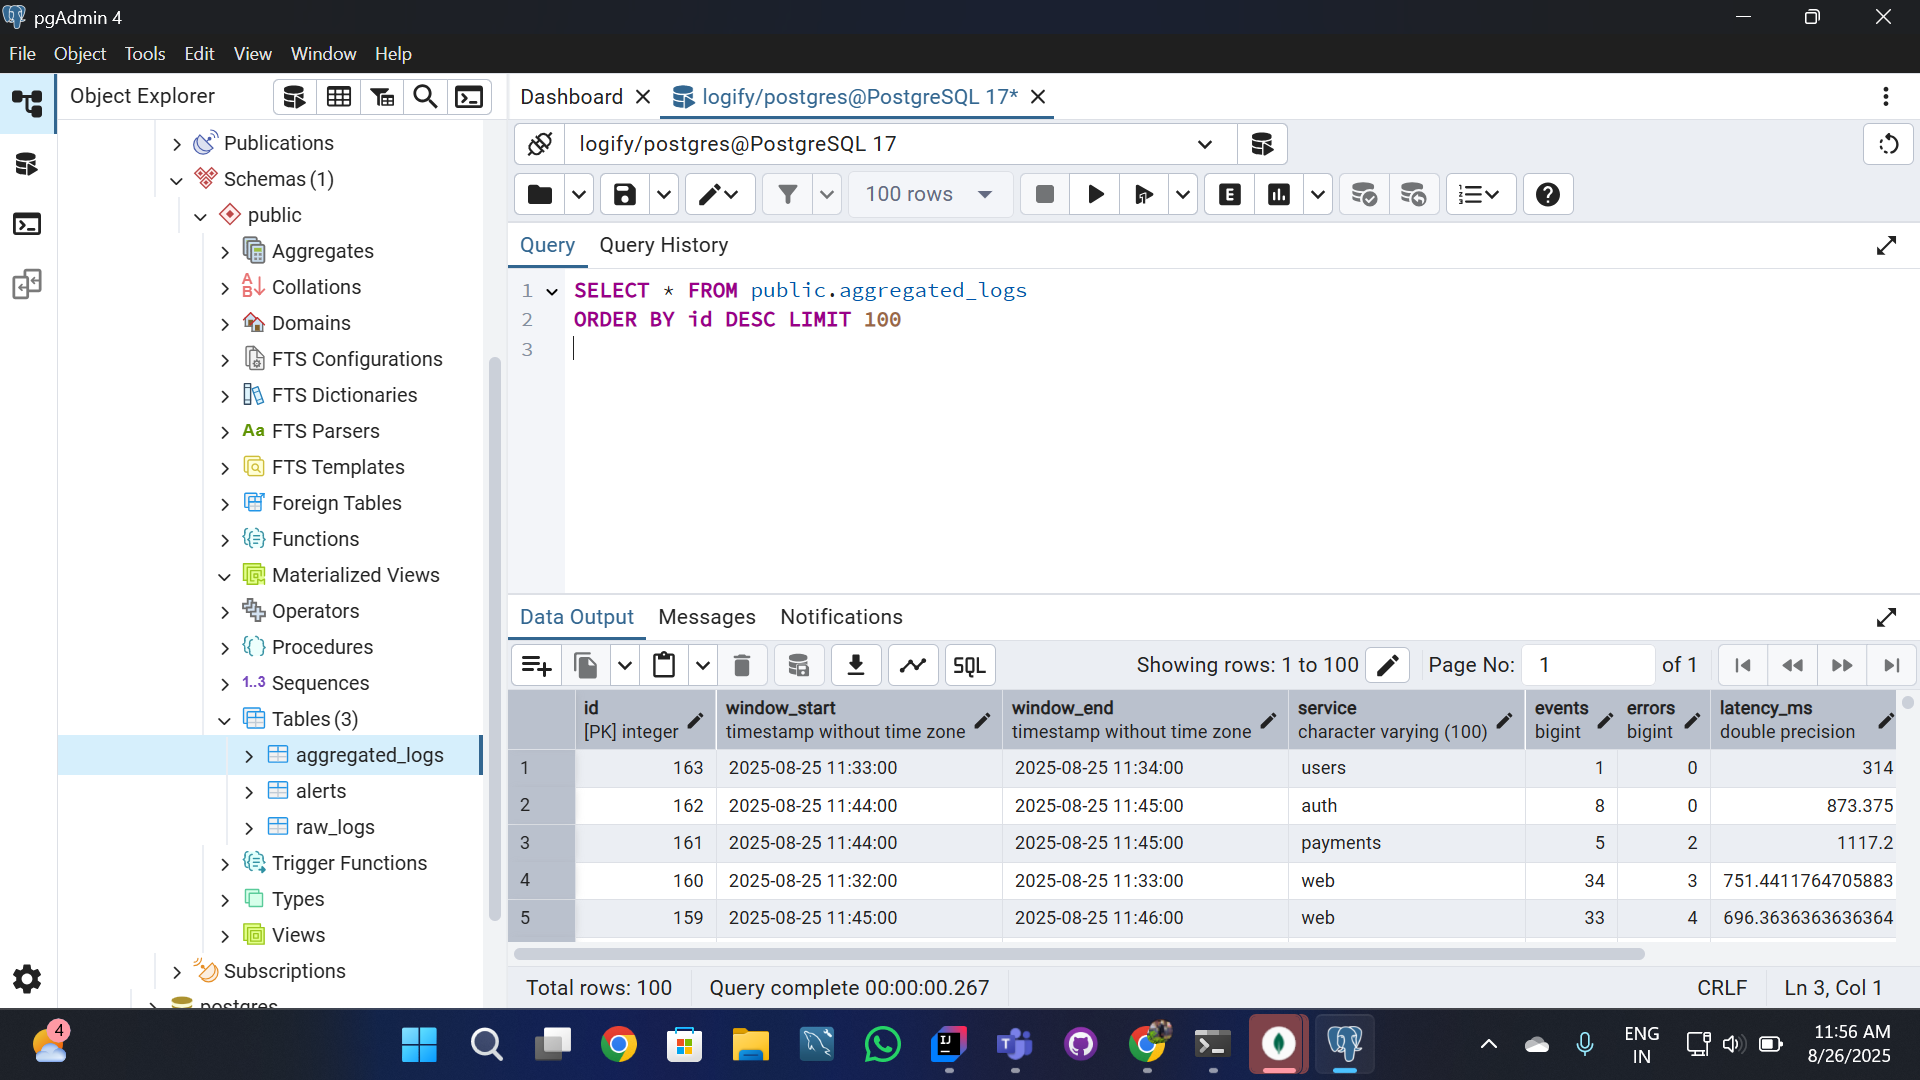 pgAdmin 4
File Object Tools Edit View Window Help
Object Explorer
Dashboard
logify/postgres@PostgreSQL 17*
logify/postgres@PostgreSQL 17
100 rows
E
Query Query History
1 SELECT * FROM public.aggregated_logs
2 ORDER BY id DESC LIMIT 100
3
Publications
Schemas (1)
public
Aggregates
Collations
Domains
FTS Configurations
FTS Dictionaries
Aa FTS Parsers
FTS Templates
Foreign Tables
Functions
Materialized Views
Operators
Procedures
1..3 Sequences
Tables (3)
aggregated_logs
alerts
raw_logs
Trigger Functions
Types
Views
Subscriptions
postgres
Data Output Messages Notifications
SQL
Showing rows: 1 to 100
Page No: 1 of 1
id window_start window_end service events errors latency_ms
[PK] integer timestamp without time zone timestamp without time zone character varying (100) bigint bigint double precision
1 163 2025-08-25 11:33:00 2025-08-25 11:34:00 users 1 0 314
2 162 2025-08-25 11:44:00 2025-08-25 11:45:00 auth 8 0 873.375
3 161 2025-08-25 11:44:00 2025-08-25 11:45:00 payments 5 2 1117.2
4 160 2025-08-25 11:32:00 2025-08-25 11:33:00 web 34 3 751.4411764705883
5 159 2025-08-25 11:45:00 2025-08-25 11:46:00 web 33 4 696.3636363636364
Total rows: 100 Query complete 00:00:00.267 CRLF Ln 3, Col 1
4
IJ
ENG
IN
11:56 AM
8/26/2025